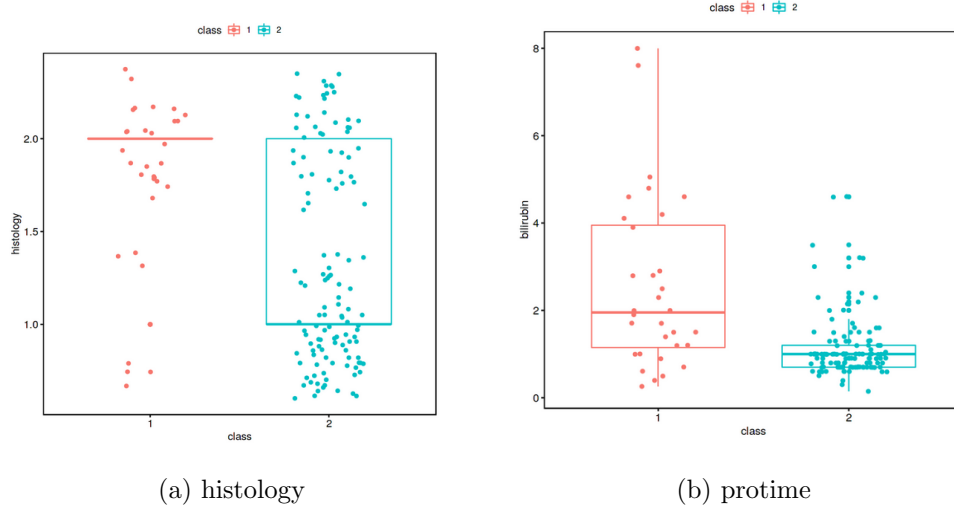 class 1 2
histology
2.0
1.5
1.0
1 2
class
(a) histology
class 1 2
bilirubin
8
6
4
2
0
1 2
class
(b) protime